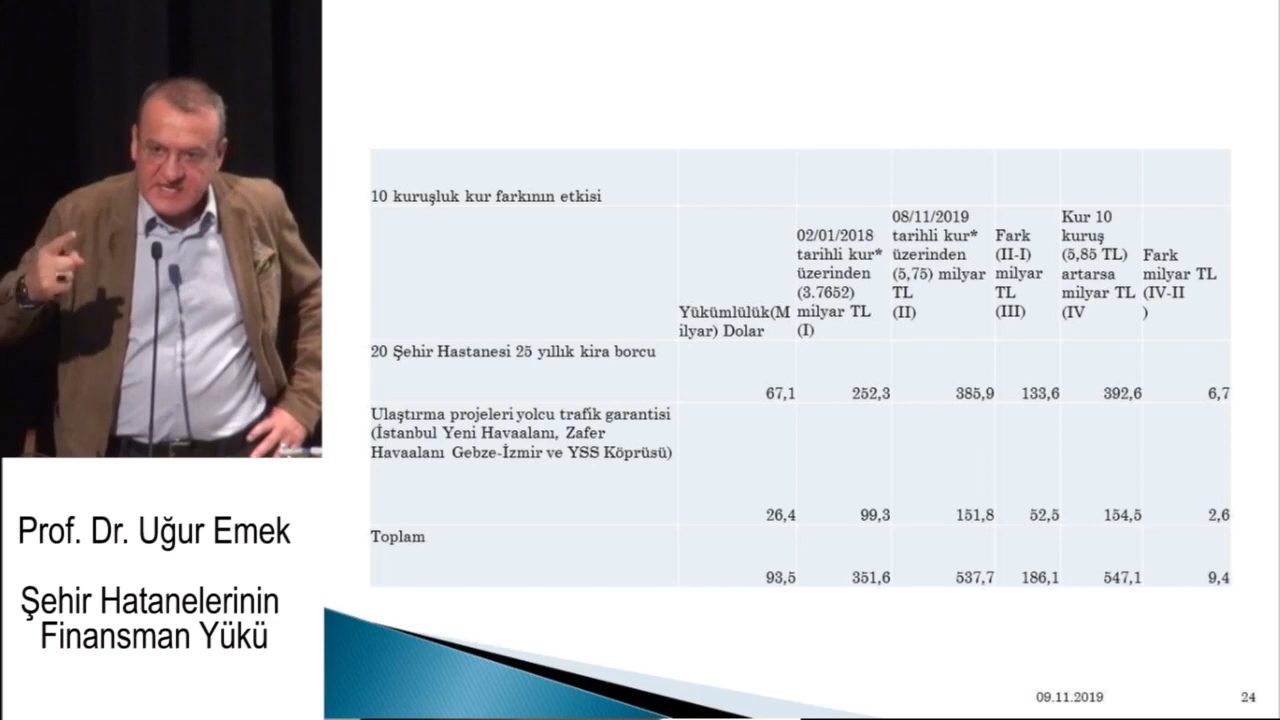 10 kuruşluk kur farkının etkisi
Yükümlülük(M
ilyar) Dolar
02/01/2018
tarihli kur*
üzerinden
(3.7652)
milyar TL
(I)
08/11/2019
tarihli kur*
üzerinden
(5,75) milyar
TL
(II)
Fark
(II-I)
milyar
TL
(III)
Kur 10
kuruş
(5,85 TL)
artarsa
milyar TL
(IV
Fark
milyar TL
(IV-II
)
20 Şehir Hastanesi 25 yıllık kira borcu
67,1 252,3 385,9 133,6 392,6 6,7
Ulaştırma projeleri yolcu trafik garantisi
(İstanbul Yeni Havaalanı, Zafer
Havaalanı Gebze-İzmir ve YSS Köprüsü)
26,4 99,3 151,8 52,5 154,5 2,6
Toplam
93,5 351,6 537,7 186,1 547,1 9,4
Prof. Dr. Uğur Emek
Şehir Hatanelerinin
Finansman Yükü
09.11.2019 24